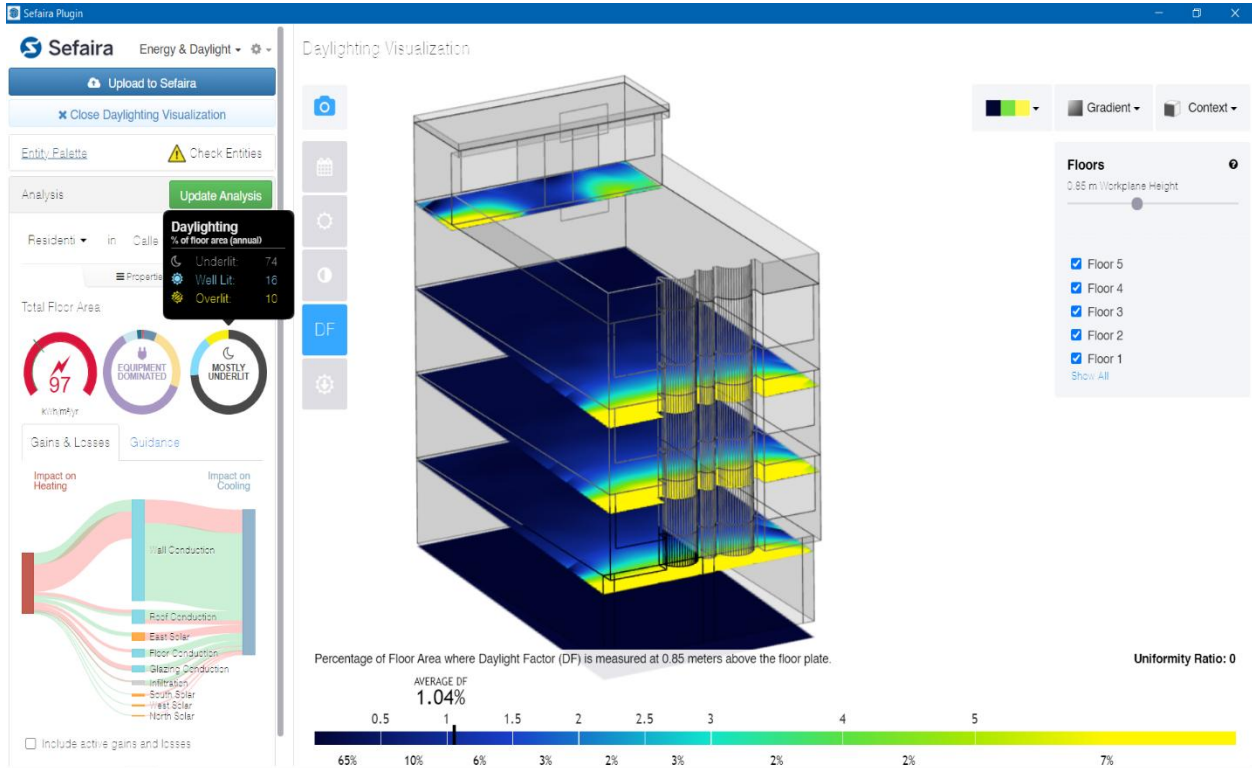 Sefaira Plugin
Sefaira
Energy & Daylight
Upload to Sefaira
Close Daylighting Visualization
Entity Palette
Check Entities
Analysis
Update Analysis
Daylighting
% of floor area (annual)
Underlit: 74
Well Lit: 16
Overlit: 10
Residenti in Calle
Propertie
Total Floor Area
97
kWh/m²/yr
EQUIPMENT
DOMINATED
MOSTLY
UNDERLIT
Gains & Losses
Guidance
Impact on
Heating
Impact on
Cooling
Wall Conduction
Roof Conduction
East Solar
Floor Conduction
Glazing Conduction
Infiltration
South Solar
West Solar
North Solar
Include active gains and losses
Daylighting Visualization
DF
Gradient
Context
Floors
0.85 m Workplane Height
Floor 5
Floor 4
Floor 3
Floor 2
Floor 1
Show All
Percentage of Floor Area where Daylight Factor (DF) is measured at 0.85 meters above the floor plate.
Uniformity Ratio: 0
AVERAGE DF
1.04%
0.5 1 1.5 2 2.5 3 4 5
65% 10% 6% 3% 2% 3% 2% 2% 7%